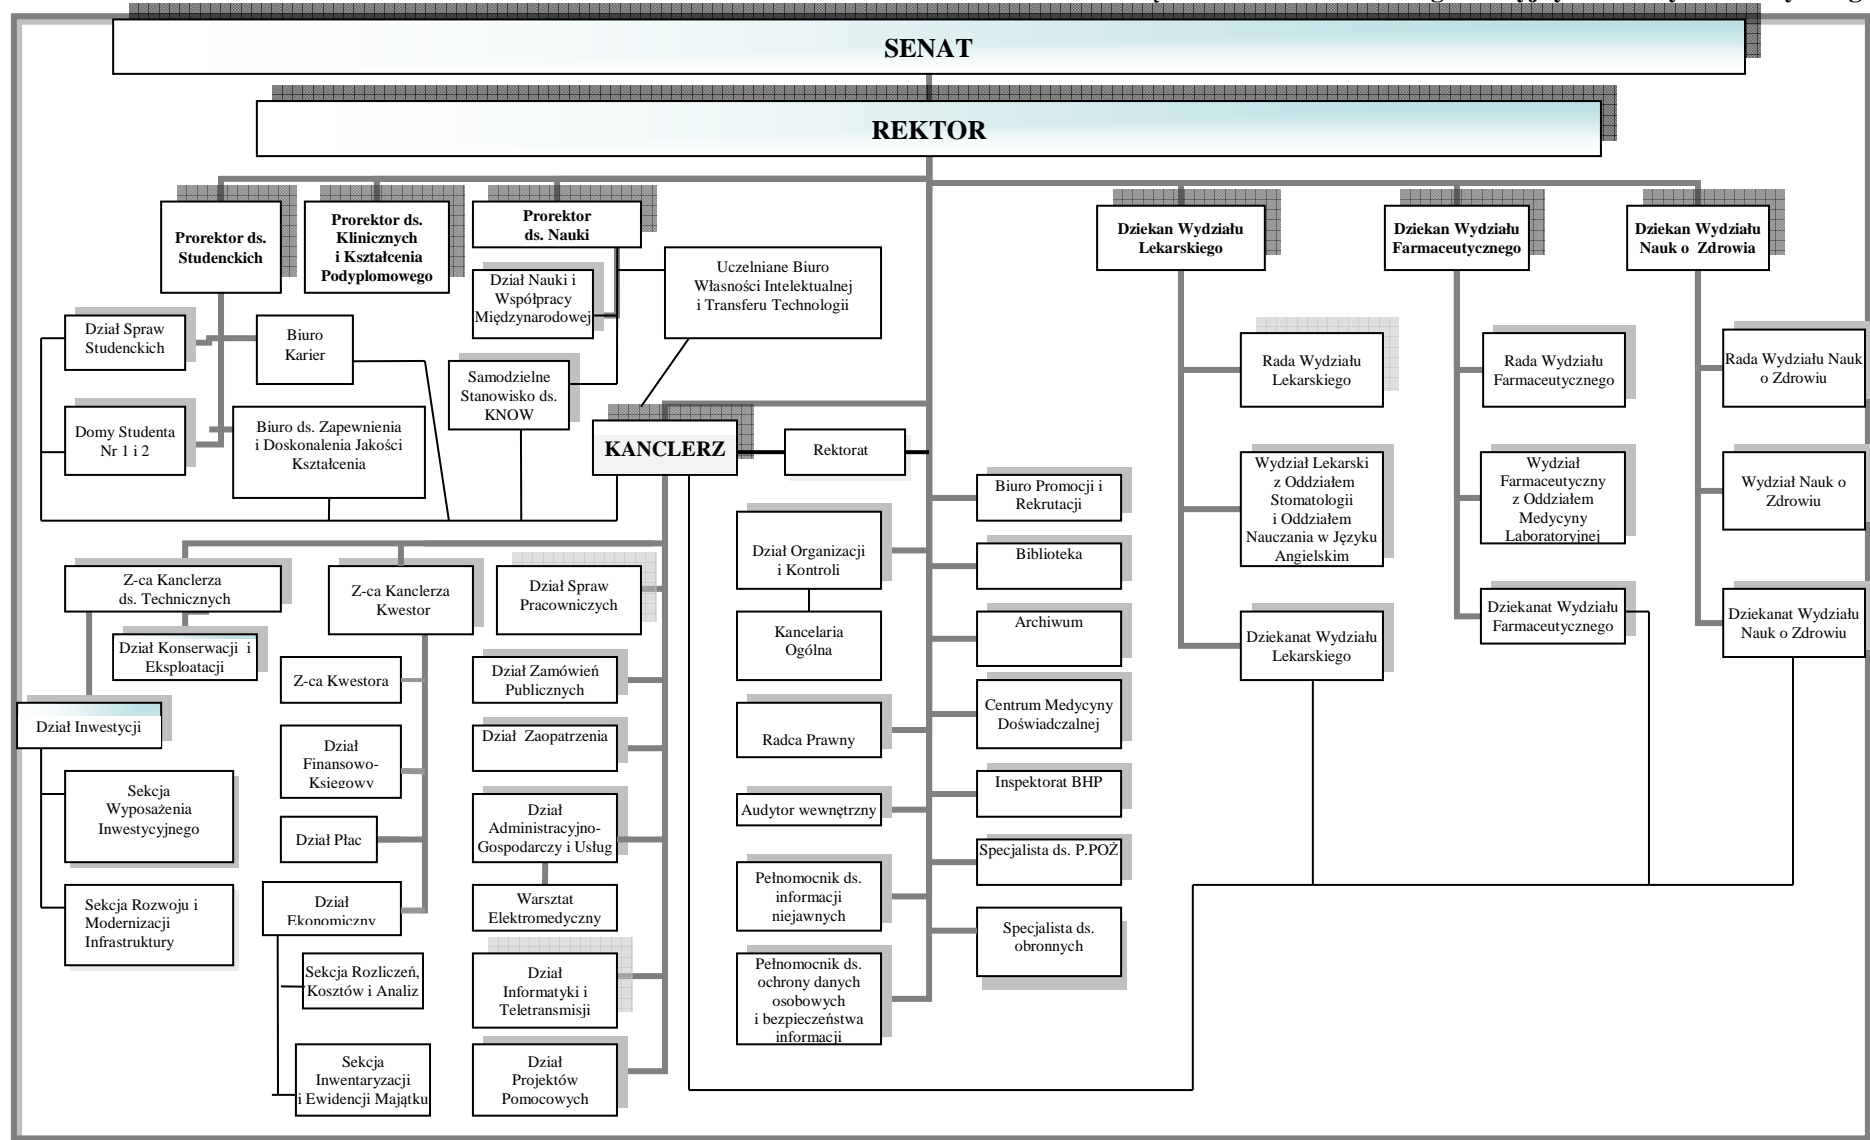 SENAT
REKTOR
Prorektor ds.
Studenckich
Prorektor ds.
Klinicznych
i Kształcenia
Podyplomowego
Prorektor
ds. Nauki
Dziekan Wydziału
Lekarskiego
Dziekan Wydziału
Farmaceutycznego
Dziekan Wydziału
Nauk o Zdrowia
Dział Nauki i
Współpracy
Międzynarodowej
Uczelniane Biuro
Własności Intelektualnej
i Transferu Technologii
Dział Spraw
Studenckich
Biuro
Karier
Samodzielne
Stanowisko ds.
KNOW
Domy Studenta
Nr 1 i 2
Biuro ds. Zapewnienia
i Doskonalenia Jakości
Kształcenia
KANCLERZ
Rektorat
Rada Wydziału
Lekarskiego
Rada Wydziału
Farmaceutycznego
Rada Wydziału Nauk
o Zdrowiu
Wydział Lekarski
z Oddziałem
Stomatologii
i Oddziałem
Nauczania w Języku
Angielskim
Wydział
Farmaceutyczny
z Oddziałem
Medycyny
Laboratoryjnej
Wydział Nauk o
Zdrowiu
Dziekanat Wydziału
Lekarskiego
Dziekanat Wydziału
Farmaceutycznego
Dziekanat Wydziału
Nauk o Zdrowiu
Z-ca Kanclerza
ds. Technicznych
Z-ca Kanclerza
Kwestor
Dział Spraw
Pracowniczych
Dział Organizacji
i Kontroli
Kancelaria
Ogólna
Biuro Promocji i
Rekrutacji
Biblioteka
Archiwum
Centrum Medycyny
Doświadczalnej
Inspektorat BHP
Specjalista ds. P.POŻ
Specjalista ds.
obronnych
Radca Prawny
Audytor wewnętrzny
Pełnomocnik ds.
informacji
niejawnych
Pełnomocnik ds.
ochrony danych
osobowych
i bezpieczeństwa
informacji
Dział Konserwacji i
Eksploatacji
Dział Inwestycji
Sekcja
Wyposażenia
Inwestycyjnego
Sekcja Rozwoju i
Modernizacji
Infrastruktury
Z-ca Kwestora
Dział
Finansowo-
Księgowy
Dział Płac
Dział
Ekonomiczny
Sekcja Rozliczeń,
Kosztów i Analiz
Sekcja
Inwentaryzacji
i Ewidencji Majątku
Dział Zamówień
Publicznych
Dział Zaopatrzenia
Dział
Administracyjno-
Gospodarczy i Usług
Warsztat
Elektromedyczny
Dział
Informatyki i
Teletransmisji
Dział
Projektów
Pomocowych